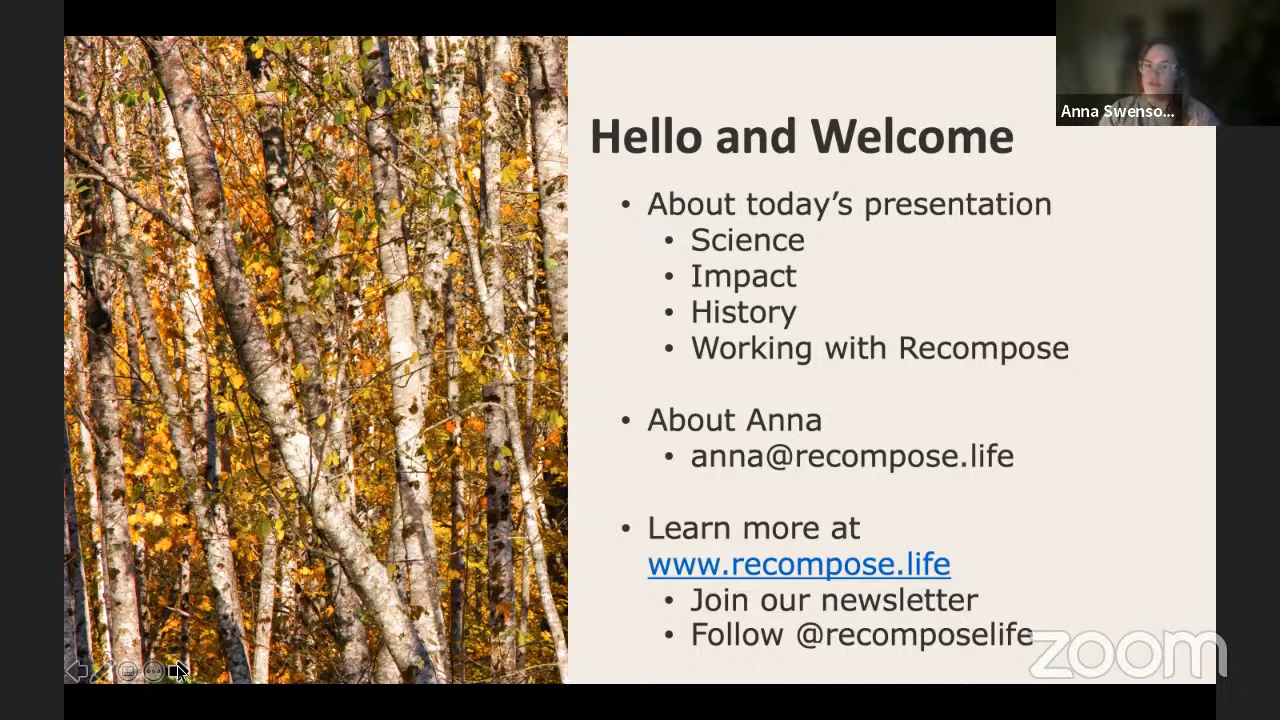 Hello and Welcome
Anna Swenso...
• About today’s presentation
• Science
• Impact
• History
• Working with Recompose
• About Anna
• anna@recompose.life
• Learn more at
www.recompose.life
• Join our newsletter
• Follow @recomposelife
zoom